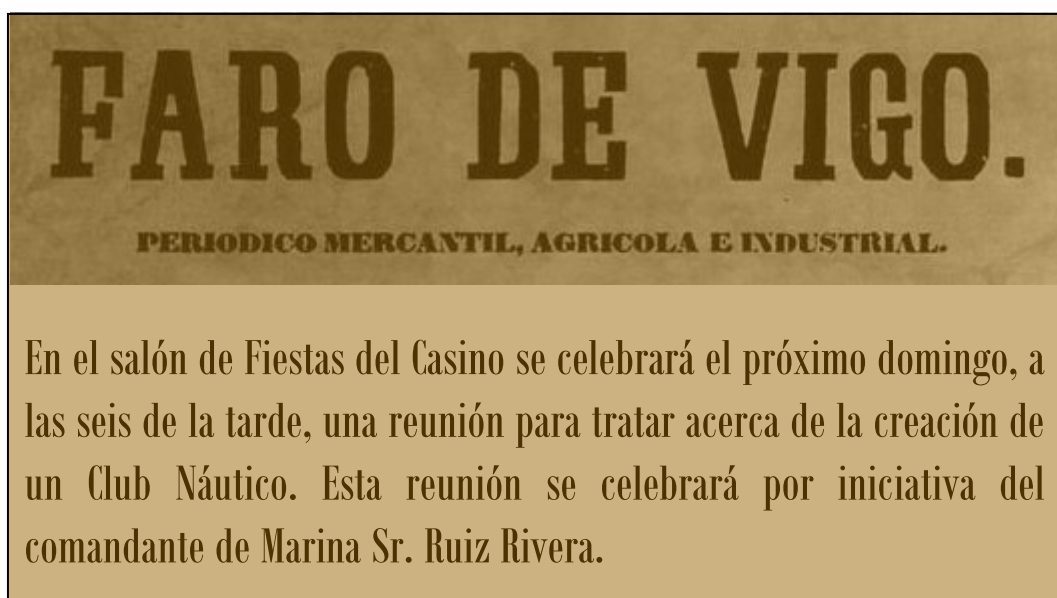 FARO DE VIGO.
PERIODICO MERCANTIL, AGRICOLA E INDUSTRIAL.
En el salón de Fiestas del Casino se celebrará el próximo domingo, a
las seis de la tarde, una reunión para tratar acerca de la creación de
un Club Náutico. Esta reunión se celebrará por iniciativa del
comandante de Marina Sr. Ruiz Rivera.